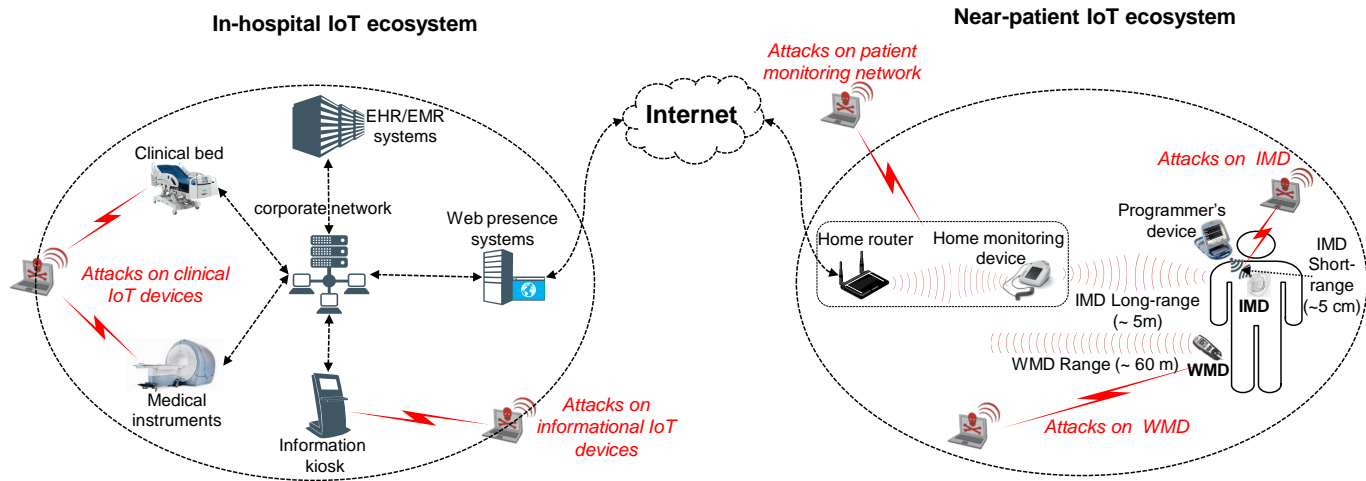 In-hospital IoT ecosystem
EHR/EMR
systems
Clinical bed
corporate network
Web presence
systems
Attacks on clinical
IoT devices
Medical
instruments
Information
kiosk
Attacks on
informational IoT
devices
Internet
Near-patient IoT ecosystem
Attacks on patient
monitoring network
Attacks on IMD
Programmer's
device
Home router
Home monitoring
device
IMD
Short-
range
(~5 cm)
IMD Long-range
(~ 5m)
IMD
WMD Range (~ 60 m)
WMD
Attacks on WMD